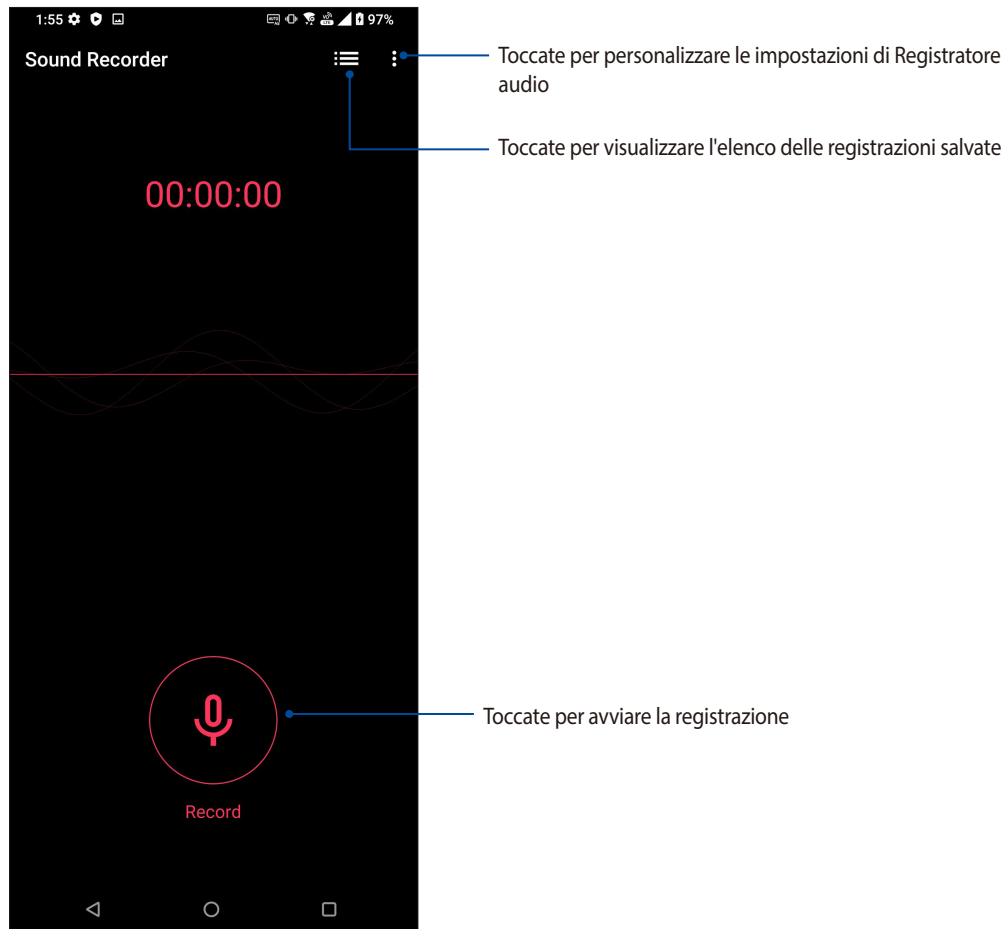 1:55 97%
Sound Recorder
Toccate per personalizzare le impostazioni di Registratore
audio
Toccate per visualizzare l'elenco delle registrazioni salvate
00:00:00
Toccate per avviare la registrazione
Record